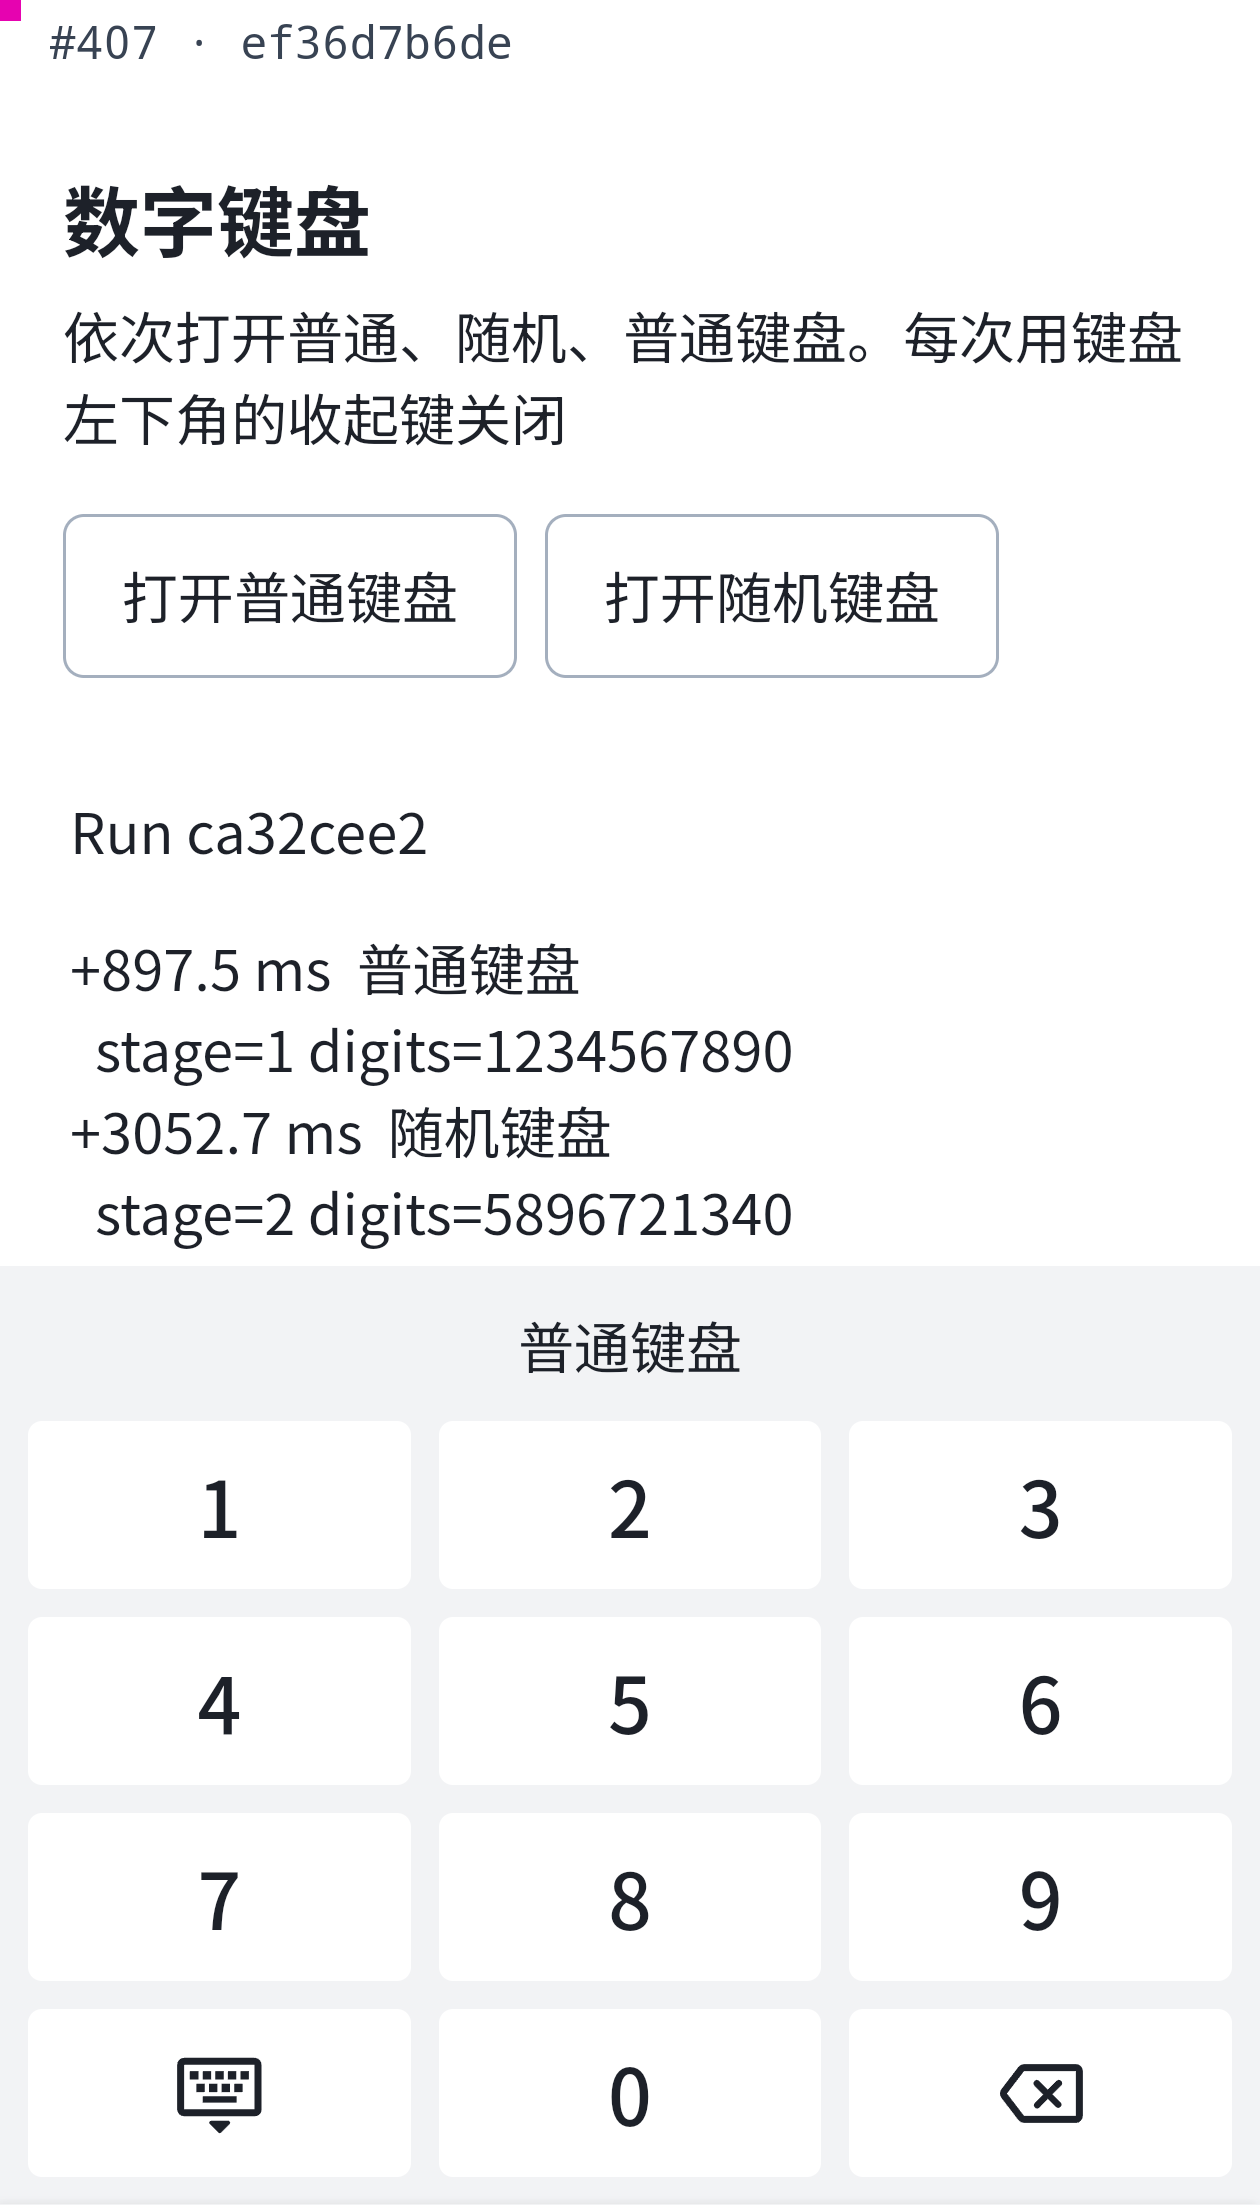 #407 · ef36d7b6de
数字键盘
依次打开普通、随机、普通键盘。每次用键盘
左下角的收起键关闭
打开普通键盘
打开随机键盘
Run ca32cee2
+897.5 ms 普通键盘
stage=1 digits=1234567890
+3052.7 ms 随机键盘
stage=2 digits=5896721340
普通键盘
1
2
3
4
5
6
7
8
9
0